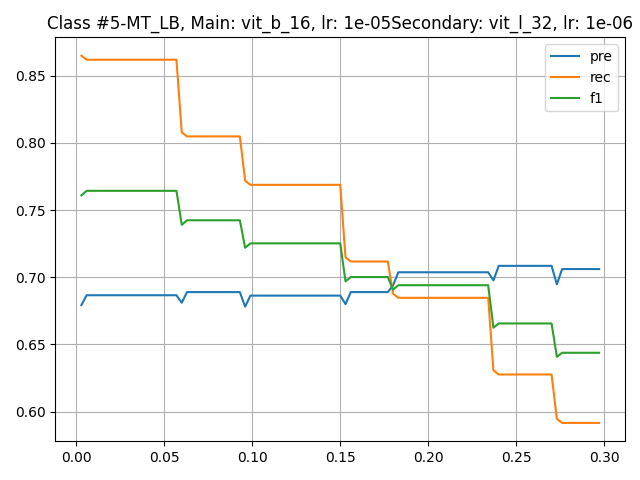 Class #5-MT_LB, Main: vit_b_16, lr: 1e-05Secondary: vit_l_32, lr: 1e-06
pre
rec
f1
0.85
0.80
0.75
0.70
0.65
0.60
0.00 0.05 0.10 0.15 0.20 0.25 0.30